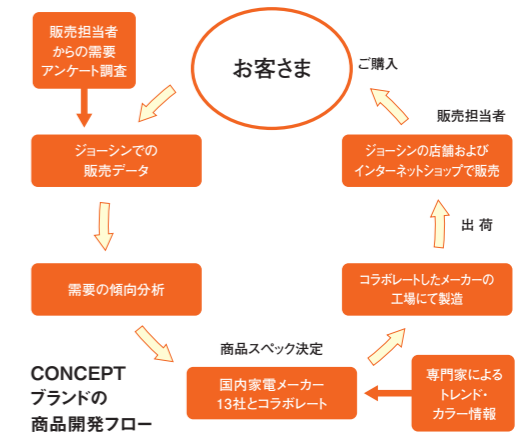 販売担当者
からの需要
アンケート調査
お客さま
ご購入
販売担当者
ジョーシンでの
販売データ
ジョーシンの店舗および
インターネットショップで販売
出 荷
需要の傾向分析
コラボレートしたメーカーの
工場にて製造
商品スペック決定
国内家電メーカー
13社とコラボレート
専門家による
トレンド・
カラー情報
CONCEPT
ブランドの
商品開発フロー